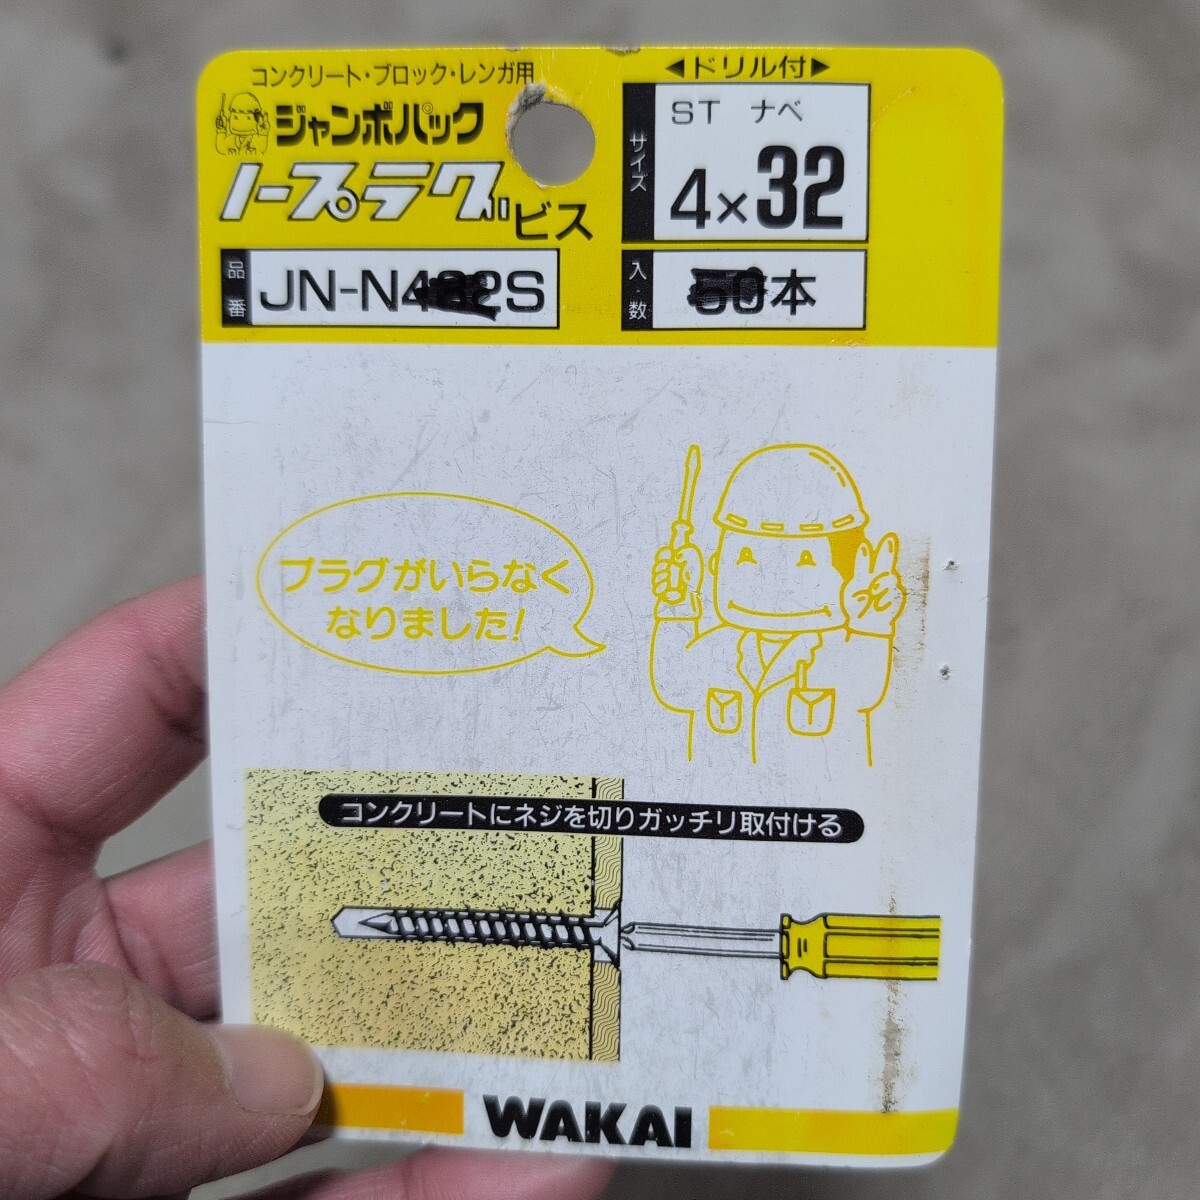 コンクリート・ブロック・レンガ用
ジャンボパック
ノープラグビス
品番
JN-N4 2S
◀ドリル付▶
サイズ
ST ナベ
4×32
入・数
50本
プラグがいらなく
なりました!
コンクリートにネジを切りガッチリ取付ける
WAKAI